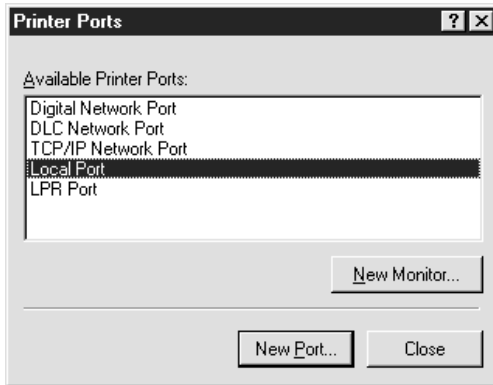 Printer Ports
Available Printer Ports:
Digital Network Port
DLC Network Port
TCP/IP Network Port
Local Port
LPR Port
New Monitor...
New Port...
Close